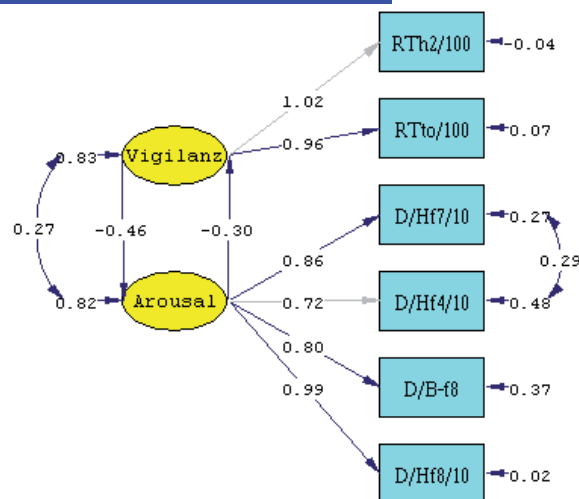 RTh2/100
-0.04
1.02
RTto/100
0.07
0.96
0.83
Vigilanz
D/Hf7/10
0.27
0.27
-0.46
-0.30
0.86
0.29
0.82
Arousal
0.72
D/Hf4/10
0.48
0.80
D/B-f8
0.37
0.99
D/Hf8/10
0.02